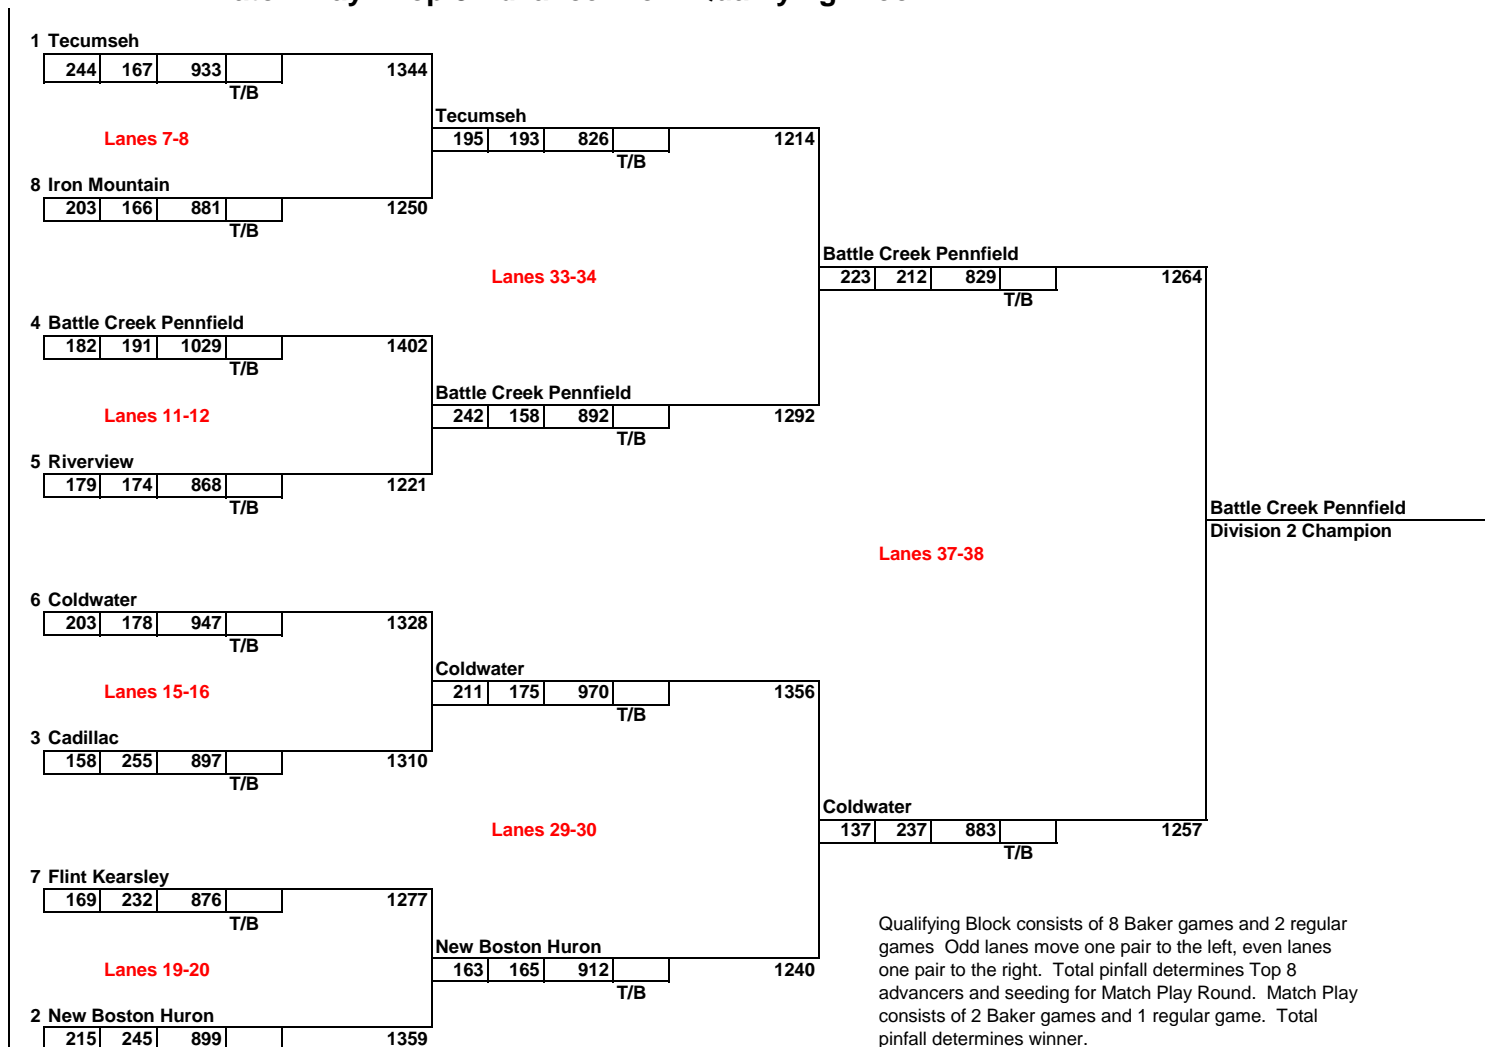 1 Tecumseh
244 167 933 1344
T/B
Tecumseh
Lanes 7-8 195 193 826 1214
T/B
8 Iron Mountain
203 166 881 1250
T/B
Battle Creek Pennfield
Lanes 33-34 223 212 829 1264
T/B
4 Battle Creek Pennfield
182 191 1029 1402
T/B
Battle Creek Pennfield
Lanes 11-12 242 158 892 1292
T/B
5 Riverview
179 174 868 1221
T/B
Battle Creek Pennfield
Division 2 Champion
Lanes 37-38
6 Coldwater
203 178 947 1328
T/B
Coldwater
Lanes 15-16 211 175 970 1356
T/B
3 Cadillac
158 255 897 1310
T/B
Coldwater
Lanes 29-30 137 237 883 1257
T/B
7 Flint Kearsley
169 232 876 1277
T/B
New Boston Huron
Lanes 19-20 163 165 912 1240
T/B
2 New Boston Huron
215 245 899 1359
Qualifying Block consists of 8 Baker games and 2 regular
games Odd lanes move one pair to the left, even lanes
one pair to the right. Total pinfall determines Top 8
advancers and seeding for Match Play Round. Match Play
consists of 2 Baker games and 1 regular game. Total
pinfall determines winner.